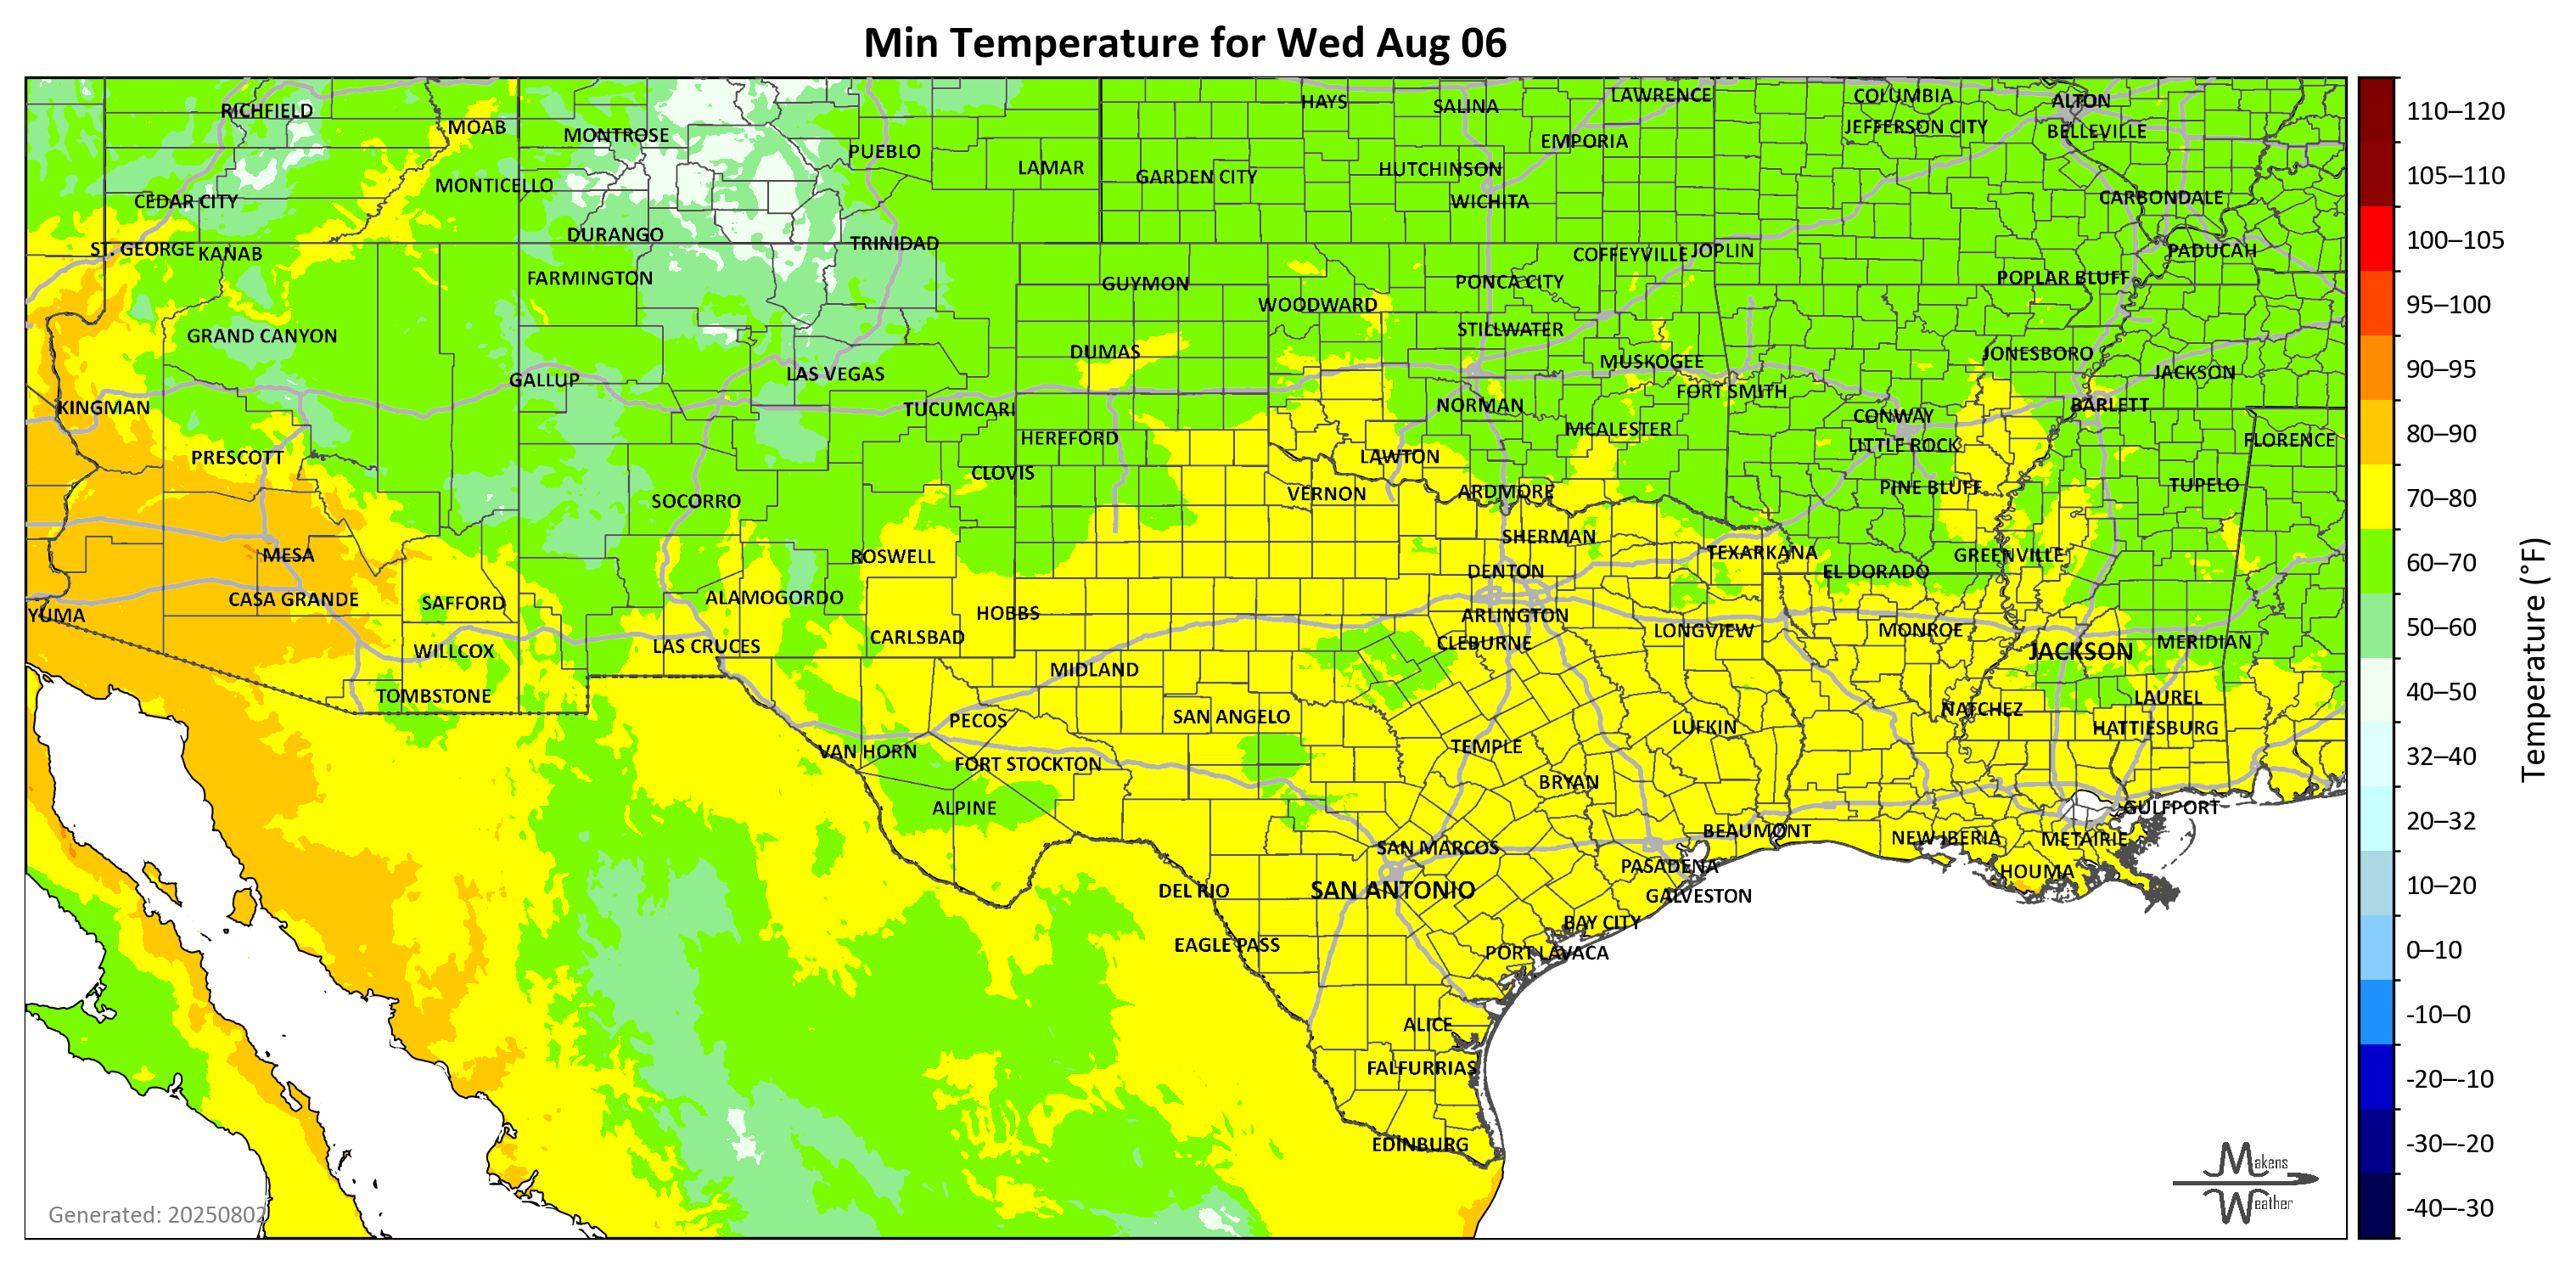 Min Temperature for Wed Aug 06
HAYS
SALINA
LAWRENCE
COLUMBIA
ALTON
RICHFIELD
MOAB
MONTROSE
PUEBLO
EMPORIA
JEFFERSON CITY
BELLEVILLE
LAMAR
GARDEN CITY
HUTCHINSON
MONTICELLO
CEDAR CITY
WICHITA
CARBONDALE
DURANGO
TRINIDAD
ST. GEORGE
KANAB
COFFEYVILLE
JOPLIN
PADUCAH
FARMINGTON
GUYMON
PONCA CITY
POPLAR BLUFF
WOODWARD
GRAND CANYON
STILLWATER
DUMAS
MUSKOGEE
JONESBORO
GALLUP
LAS VEGAS
FORT SMITH
JACKSON
KINGMAN
TUCUMCARI
NORMAN
CONWAY
BARLETT
HEREFORD
MCALESTER
LITTLE ROCK
FLORENCE
PRESCOTT
CLOVIS
LAWTON
SOCORRO
VERNON
ARDMORE
PINE BLUFF
TUPELO
SHERMAN
MESA
ROSWELL
TEXARKANA
GREENVILLE
DENTON
EL DORADO
CASA GRANDE
SAFFORD
ALAMOGORDO
HOBBS
ARLINGTON
YUMA
CARLSBAD
CLEBURNE
LONGVIEW
MONROE
WILLCOX
LAS CRUCES
JACKSON
MERIDIAN
MIDLAND
TOMBSTONE
LAUREL
PECOS
SAN ANGELO
NATCHEZ
LUFKIN
HATTIESBURG
VAN HORN
TEMPLE
FORT STOCKTON
BRYAN
ALPINE
GULFPORT
BEAUMONT
NEW IBERIA
METAIRIE
SAN MARCOS
PASADENA
HOUMA
DEL RIO
SAN ANTONIO
GALVESTON
BAY CITY
EAGLE PASS
PORT LAVACA
ALICE
FALFURRIAS
EDINBURG
Generated: 20250802
Makens
Weather
110–120
105–110
100–105
95–100
90–95
80–90
70–80
60–70
50–60
40–50
32–40
20–32
10–20
0–10
-10–0
-20–-10
-30–-20
-40–-30
Temperature (°F)